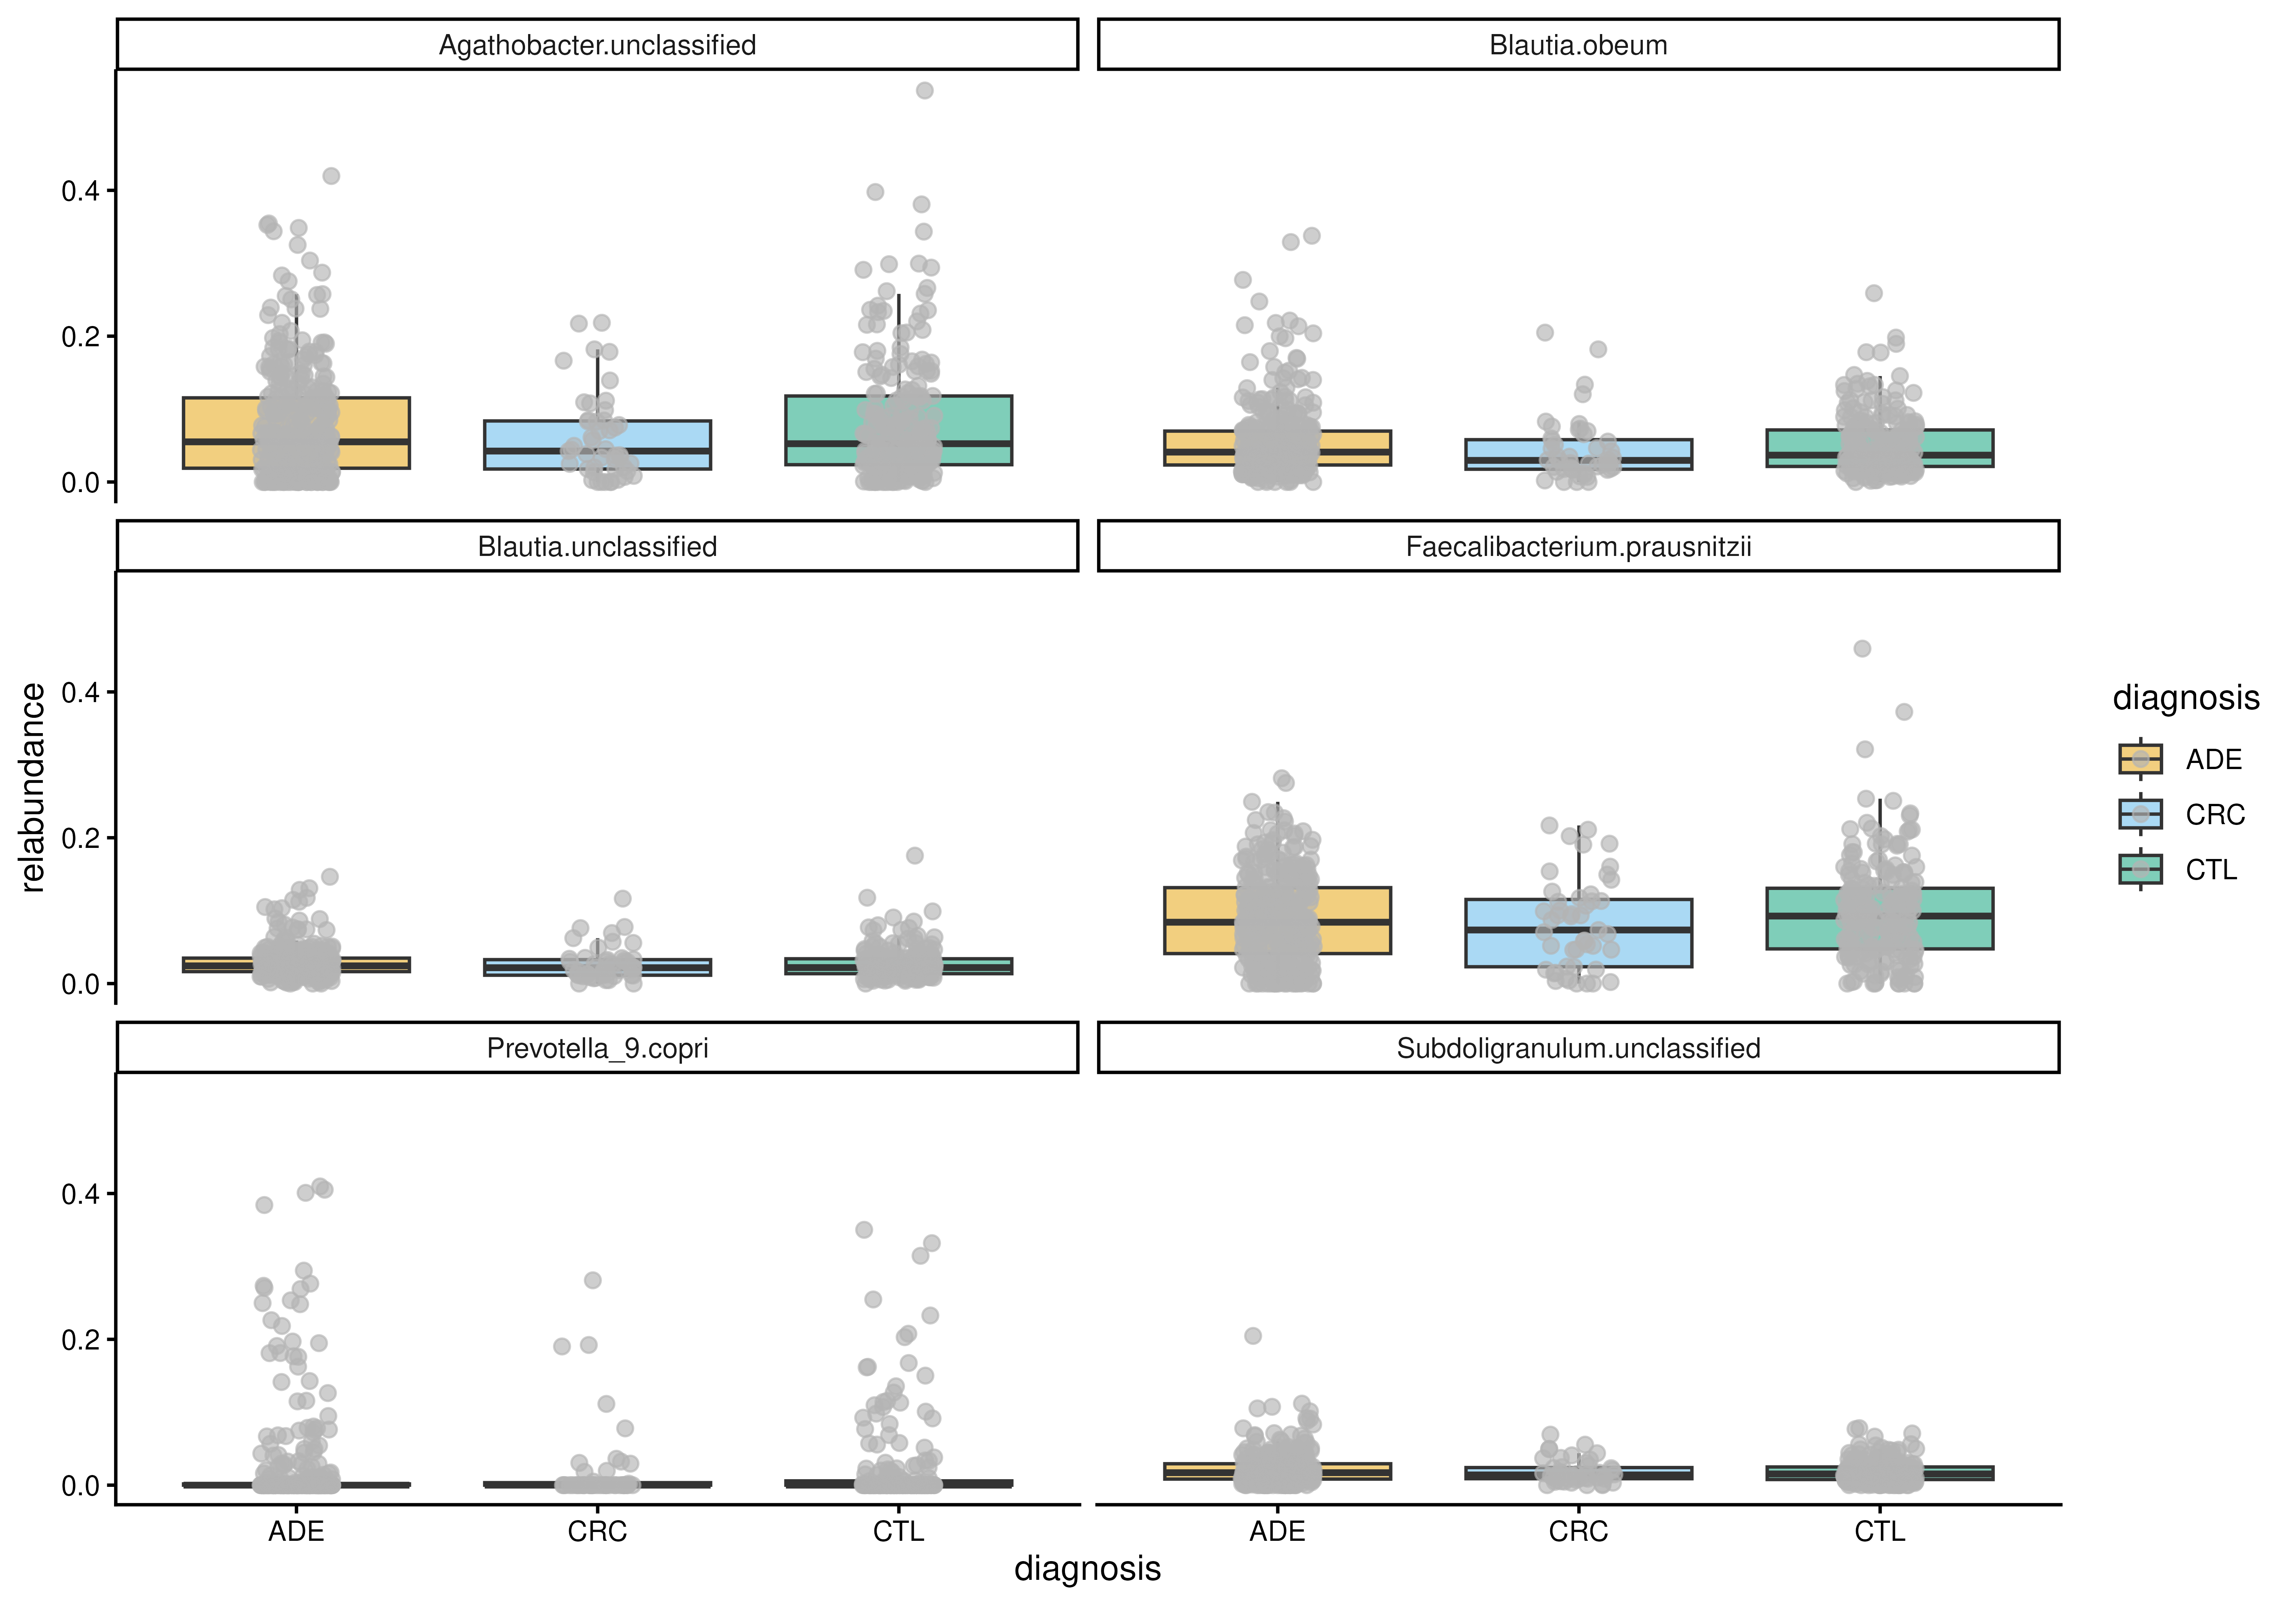 Agathobacter.unclassified
Blautia.obeum
0.4
0.2
0.0
Blautia.unclassified
Faecalibacterium.prausnitzii
0.4
0.2
0.0
relabundance
Prevotella_9.copri
Subdoligranulum.unclassified
0.4
0.2
0.0
ADE
CRC
CTL
ADE
CRC
CTL
diagnosis
diagnosis
ADE
CRC
CTL